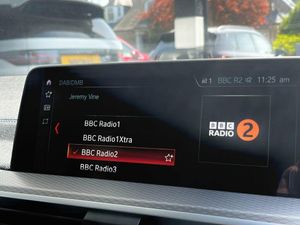 DAB/DMB
1 BBC R2 11:25 am
Jeremy Vine
BBC Radio1
BBC Radio1Xtra
BBC Radio2
BBC Radio3
BBC
RADIO 2